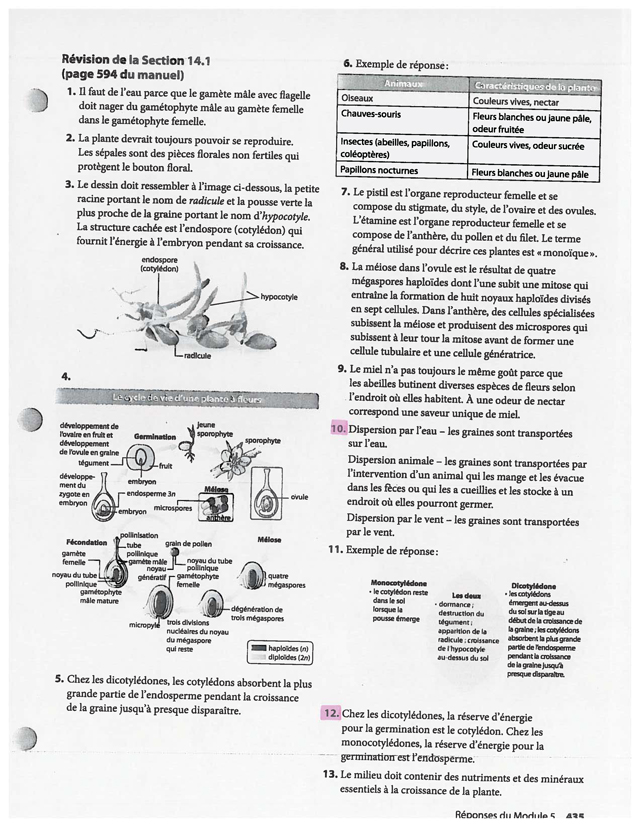 Révision de la Section 14.1
(page 594 du manuel)
1. Il faut de l'eau parce que le gamète mâle avec flagelle
doit nager du gamétophyte mâle au gamète femelle
dans le gamétophyte femelle.
2. La plante devrait toujours pouvoir se reproduire.
Les sépales sont des pièces florales non fertiles qui
protègent le bouton floral.
3. Le dessin doit ressembler à l'image ci-dessous, la petite
racine portant le nom de radicule et la pousse verte la
plus proche de la graine portant le nom d'hypocotyle.
La structure cachée est l'endospore (cotylédon) qui
fournit l'énergie à l'embryon pendant sa croissance.
endospore
(cotylédon)
hypocotyle
radicule
4.
Le cycle de vie d'une plante à fleurs
développement de
l'ovaire en fruit et
développement
de l'ovule en graine
Germination
jeune
sporophyte
sporophyte
tégument
fruit
embryon
développe-
ment du
zygote en
embryon
endosperme 3n
embryon
microspores
Méiose
anthère
ovule
Fécondation
pollinisation
tube
pollinique
grain de pollen
Méiose
gamète
femelle
gamète mâle
noyau
génératif
noyau du tube
pollinique
noyau du tube
pollinique
gamétophyte
femelle
quatre
mégaspores
gamétophyte
mâle mature
micropyle
trois divisions
nucléaires du noyau
du mégaspore
qui reste
dégénération de
trois mégaspores
haploïdes (n)
diploïdes (2n)
5. Chez les dicotylédones, les cotylédons absorbent la plus
grande partie de l'endosperme pendant la croissance
de la graine jusqu'à presque disparaître.
6. Exemple de réponse :
Animaux
Caractéristiques de la plante
Oiseaux
Couleurs vives, nectar
Chauves-souris
Fleurs blanches ou jaune pâle,
odeur fruitée
Insectes (abeilles, papillons,
coléoptères)
Couleurs vives, odeur sucrée
Papillons nocturnes
Fleurs blanches ou jaune pâle
7. Le pistil est l'organe reproducteur femelle et se
compose du stigmate, du style, de l'ovaire et des ovules.
L'étamine est l'organe reproducteur femelle et se
compose de l'anthère, du pollen et du filet. Le terme
général utilisé pour décrire ces plantes est « monoïque ».
8. La méiose dans l'ovule est le résultat de quatre
mégaspores haploïdes dont l'une subit une mitose qui
entraîne la formation de huit noyaux haploïdes divisés
en sept cellules. Dans l'anthère, des cellules spécialisées
subissent la méiose et produisent des microspores qui
subissent à leur tour la mitose avant de former une
cellule tubulaire et une cellule génératrice.
9. Le miel n'a pas toujours le même goût parce que
les abeilles butinent diverses espèces de fleurs selon
l'endroit où elles habitent. À une odeur de nectar
correspond une saveur unique de miel.
10. Dispersion par l'eau – les graines sont transportées
sur l'eau.
Dispersion animale – les graines sont transportées par
l'intervention d'un animal qui les mange et les évacue
dans les fèces ou qui les a cueillies et les stocke à un
endroit où elles pourront germer.
Dispersion par le vent – les graines sont transportées
par le vent.
11. Exemple de réponse :
Monocotylédone
• le cotylédon reste
dans le sol
lorsque la
pousse émerge
Les deux
• dormance ;
destruction du
tégument ;
apparition de la
radicule ; croissance
de l'hypocotyle
au-dessus du sol
Dicotylédone
• les cotylédons
émergent au-dessus
du sol sur la tige au
début de la croissance de
la graine ; les cotylédons
absorbent la plus grande
partie de l'endosperme
pendant la croissance
de la graine jusqu'à
presque disparaître.
12. Chez les dicotylédones, la réserve d'énergie
pour la germination est le cotylédon. Chez les
monocotylédones, la réserve d'énergie pour la
germination est l'endosperme.
13. Le milieu doit contenir des nutriments et des minéraux
essentiels à la croissance de la plante.
Réponses du Module 5 435